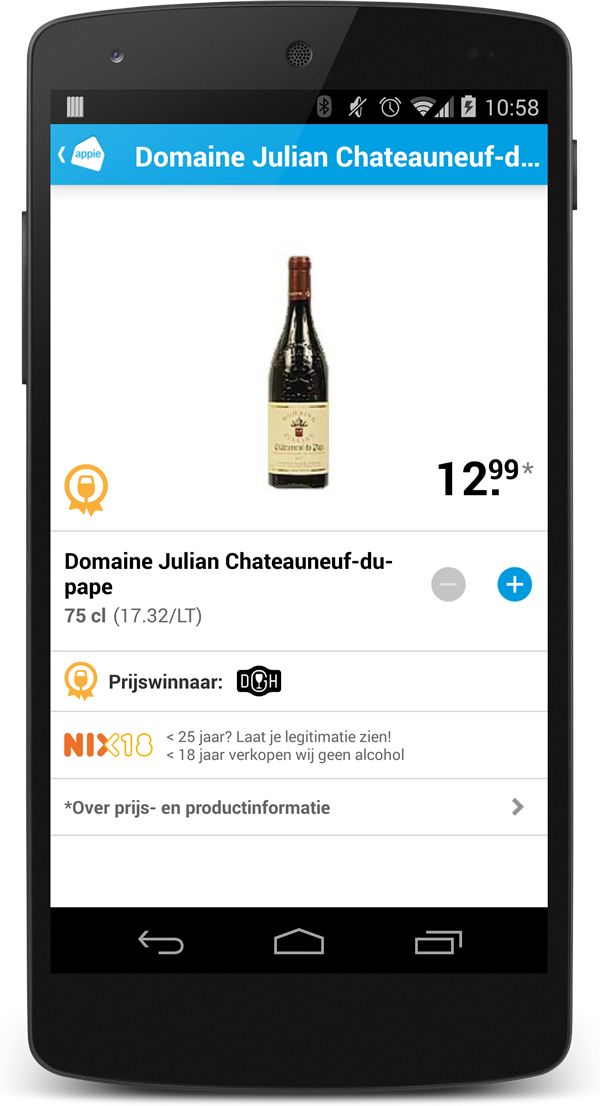 10:58
appie
Domaine Julian Chateauneuf-d...
DOMAINE
JULIAN
Châteauneuf-du-Pape
12.99*
Domaine Julian Chateauneuf-du-
pape
75 cl (17.32/LT)
Prijswinnaar: DGH
NIX18
< 25 jaar? Laat je legitimatie zien!
< 18 jaar verkopen wij geen alcohol
*Over prijs- en productinformatie